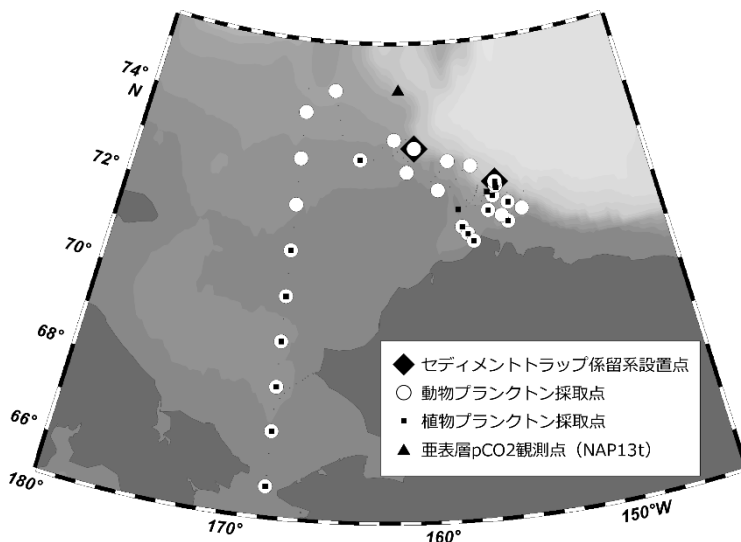 74°
N
72°
70°
68°
66°
180°
170°
160°
150°W
セディメントトラップ係留系設置点
動物プランクトン採取点
植物プランクトン採取点
亜表層pCO2観測点（NAP13t）